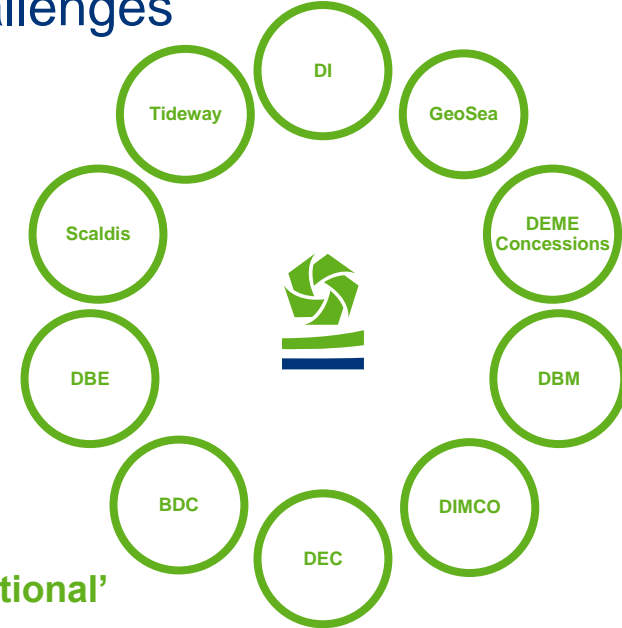 allenges
DI
Tideway
GeoSea
Scaldis
DEME
Concessions
DBE
DBM
BDC
DIMCO
DEC
tional’